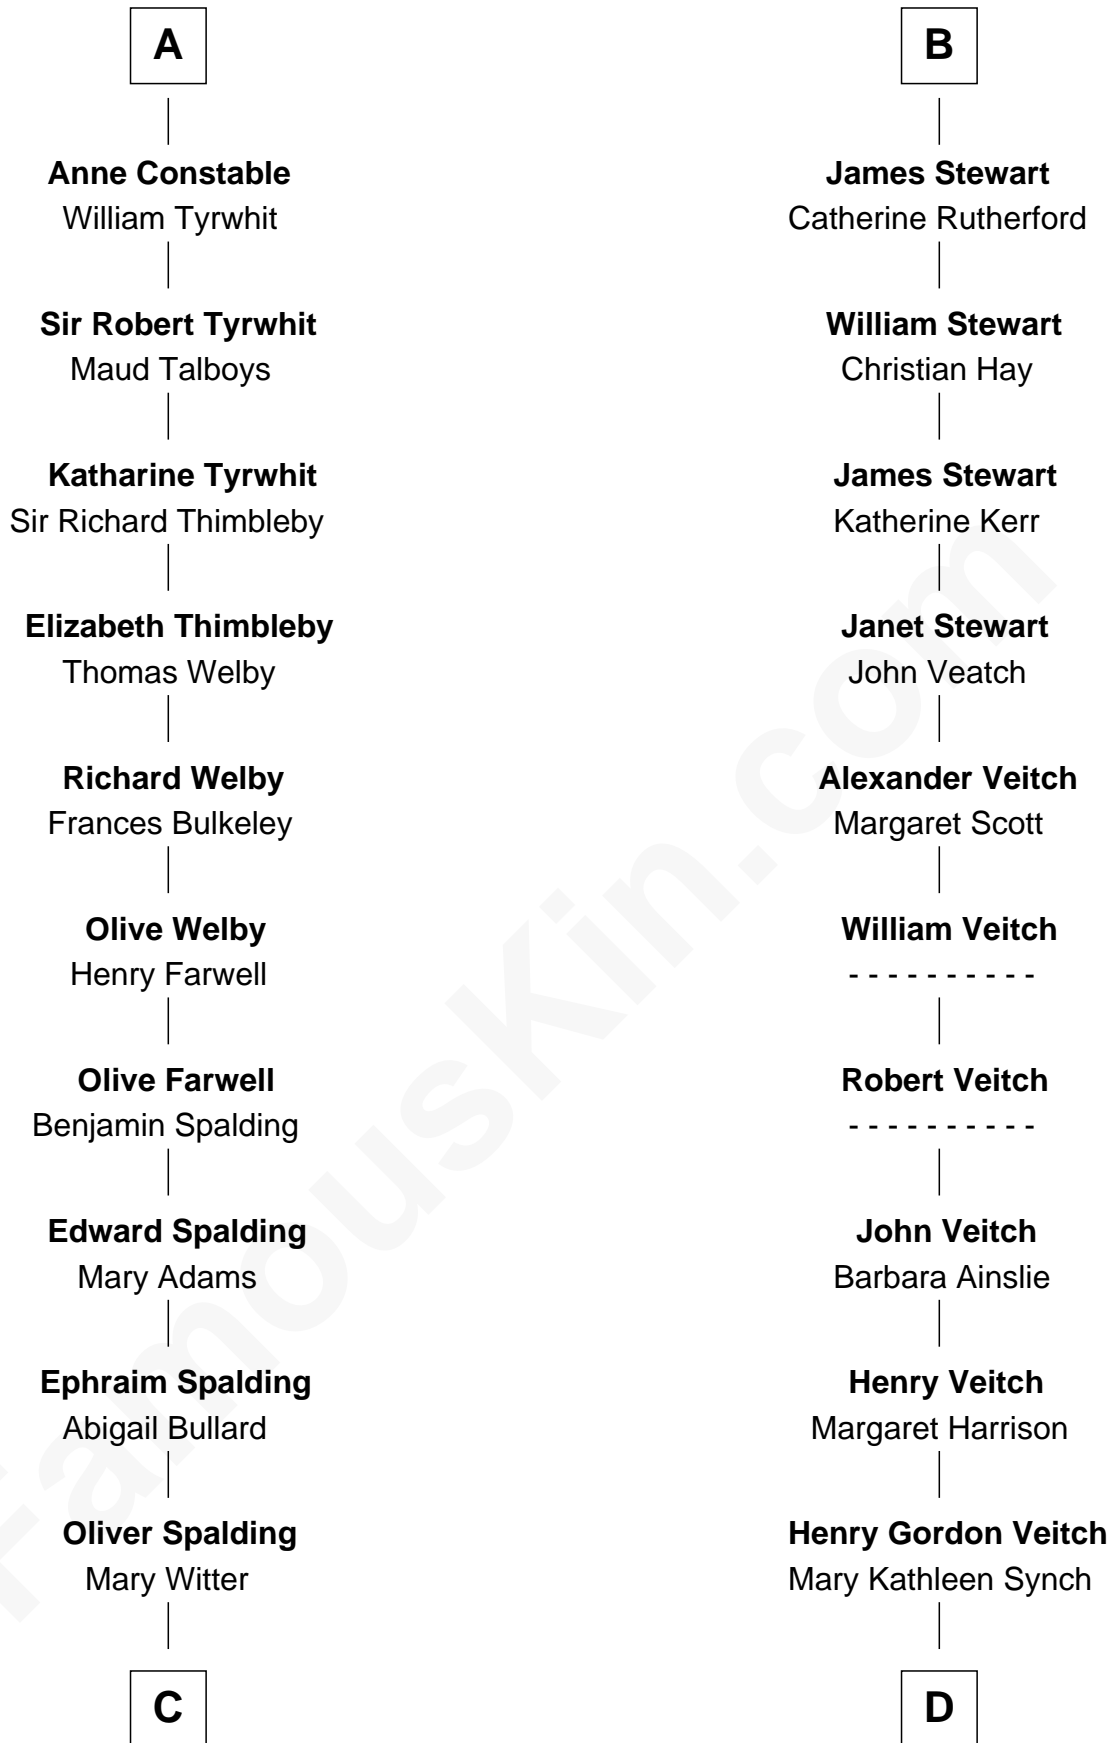 A
Anne Constable
William Tyrwhit
Sir Robert Tyrwhit
Maud Talboys
Katharine Tyrwhit
Sir Richard Thimbleby
Elizabeth Thimbleby
Thomas Welby
Richard Welby
Frances Bulkeley
Olive Welby
Henry Farwell
Olive Farwell
Benjamin Spalding
Edward Spalding
Mary Adams
Ephraim Spalding
Abigail Bullard
Oliver Spalding
Mary Witter
C
B
James Stewart
Catherine Rutherford
William Stewart
Christian Hay
James Stewart
Katherine Kerr
Janet Stewart
John Veatch
Alexander Veitch
Margaret Scott
William Veitch
- - - - - - - - - -
Robert Veitch
- - - - - - - - - -
John Veitch
Barbara Ainslie
Henry Veitch
Margaret Harrison
Henry Gordon Veitch
Mary Kathleen Synch
D
FamousKin.com